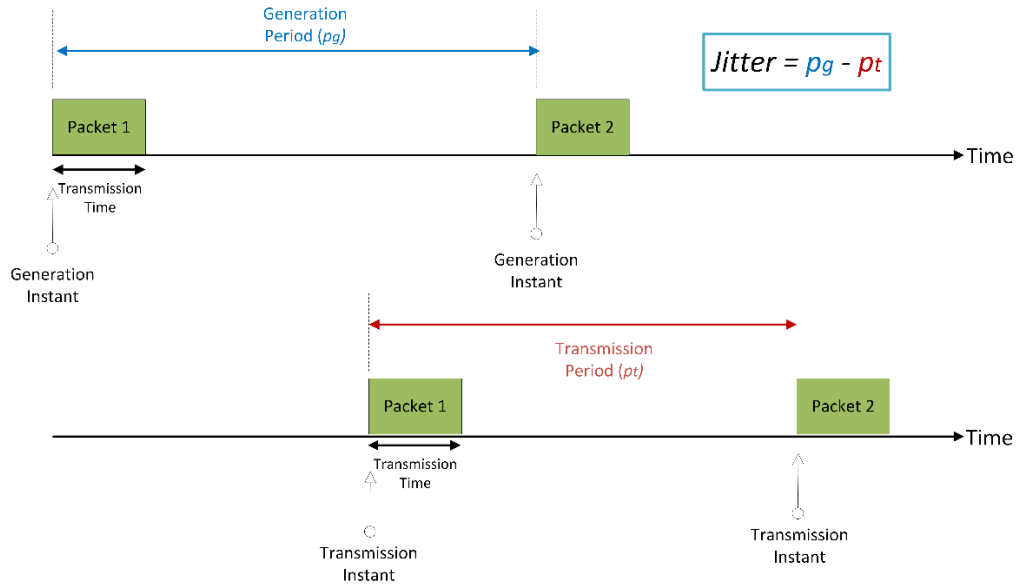 Generation
Period (pg)
Jitter = pg - pt
Packet 1
Packet 2
Time
Transmission
Time
Generation
Instant
Generation
Instant
Transmission
Period (pt)
Packet 1
Packet 2
Time
Transmission
Time
Transmission
Instant
Transmission
Instant